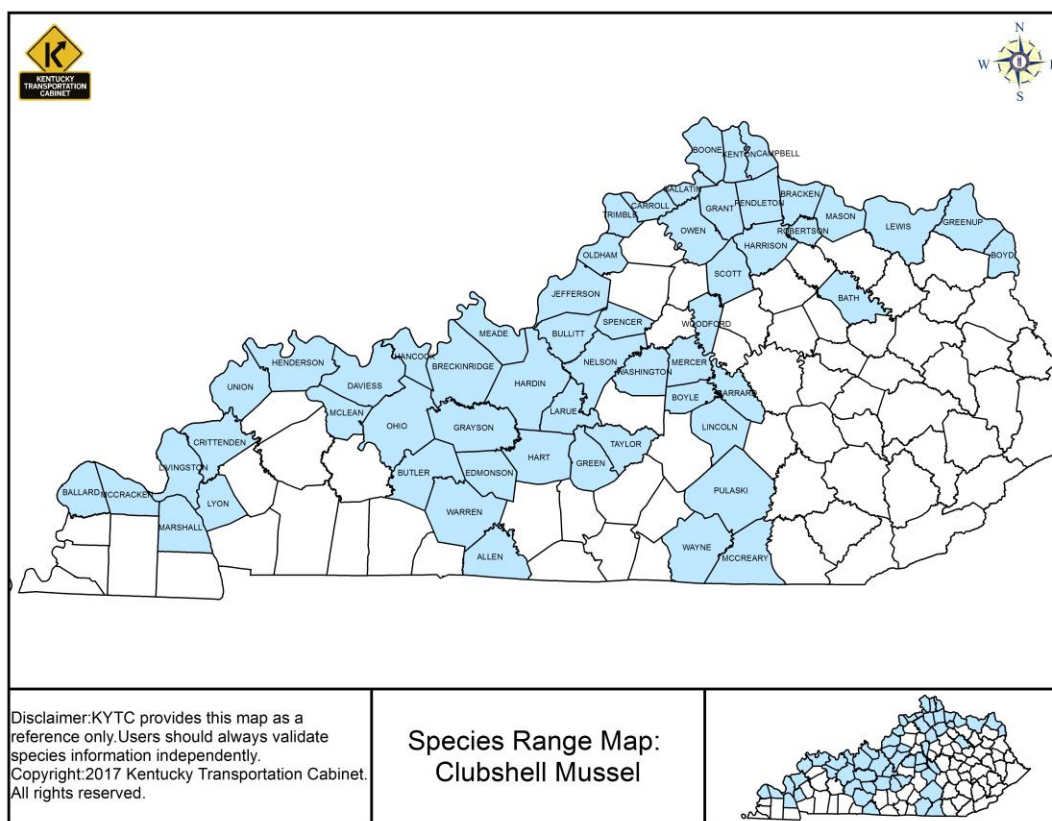 KENTUCKY
TRANSPORTATION
CABINET
N
W
S
BOONE
KENTON
CAMPBELL
GALLATIN
CARROLL
TRIMBLE
GRANT
PENDLETON
BRACKEN
MASON
OWEN
ROBERTSON
LEWIS
GREENUP
HARRISON
BOYD
OLDHAM
SCOTT
JEFFERSON
BATH
SPENCER
WOODFORD
BULLITT
MEADE
HANCOCK
HENDERSON
BRECKINRIDGE
NELSON
WASHINGTON
MERCER
UNION
DAVIESS
HARDIN
GARRARD
BOYLE
MCLEAN
LARUE
OHIO
GRAYSON
LINCOLN
CRITTENDEN
TAYLOR
HART
GREEN
LIVINGSTON
BUTLER
EDMONSON
PULASKI
BALLARD
MCCRACKEN
LYON
WARREN
MARSHALL
WAYNE
ALLEN
MCCREARY
Disclaimer:KYTC provides this map as a
reference only.Users should always validate
species information independently.
Copyright:2017 Kentucky Transportation Cabinet.
All rights reserved.
Species Range Map:
Clubshell Mussel